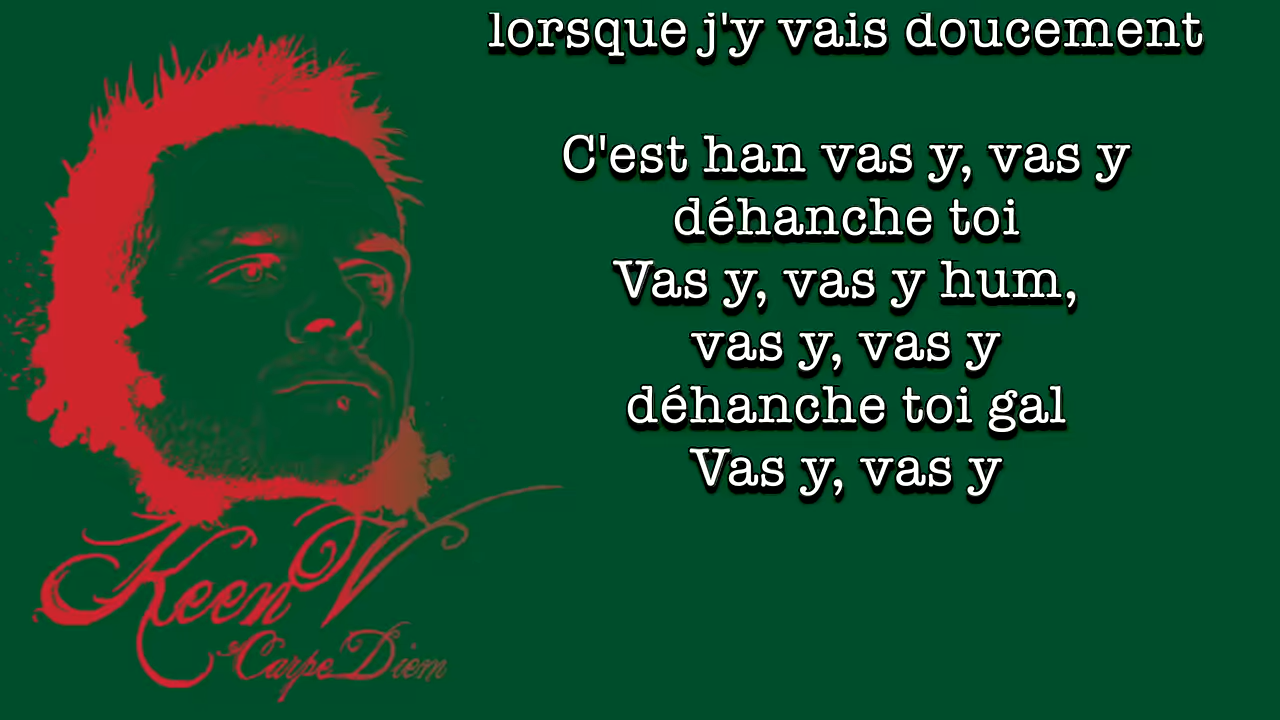 lorsque j'y vais doucement
C'est han vas y, vas y
déhanche toi
Vas y, vas y hum,
vas y, vas y
déhanche toi gal
Vas y, vas y
Keen V
Carpe Diem